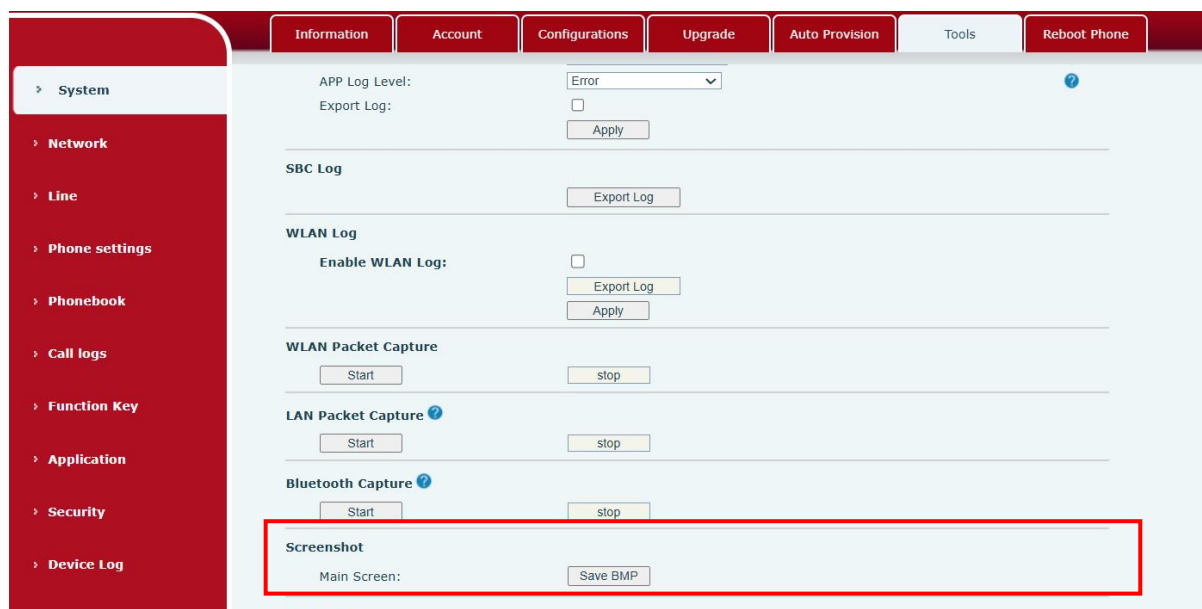 Information Account Configurations Upgrade Auto Provision Tools Reboot Phone
System
Network
Line
Phone settings
Phonebook
Call logs
Function Key
Application
Security
Device Log
APP Log Level: Error
Export Log:
Apply
SBC Log
Export Log
WLAN Log
Enable WLAN Log:
Export Log
Apply
WLAN Packet Capture
Start stop
LAN Packet Capture ?
Start stop
Bluetooth Capture ?
Start stop
Screenshot
Main Screen: Save BMP